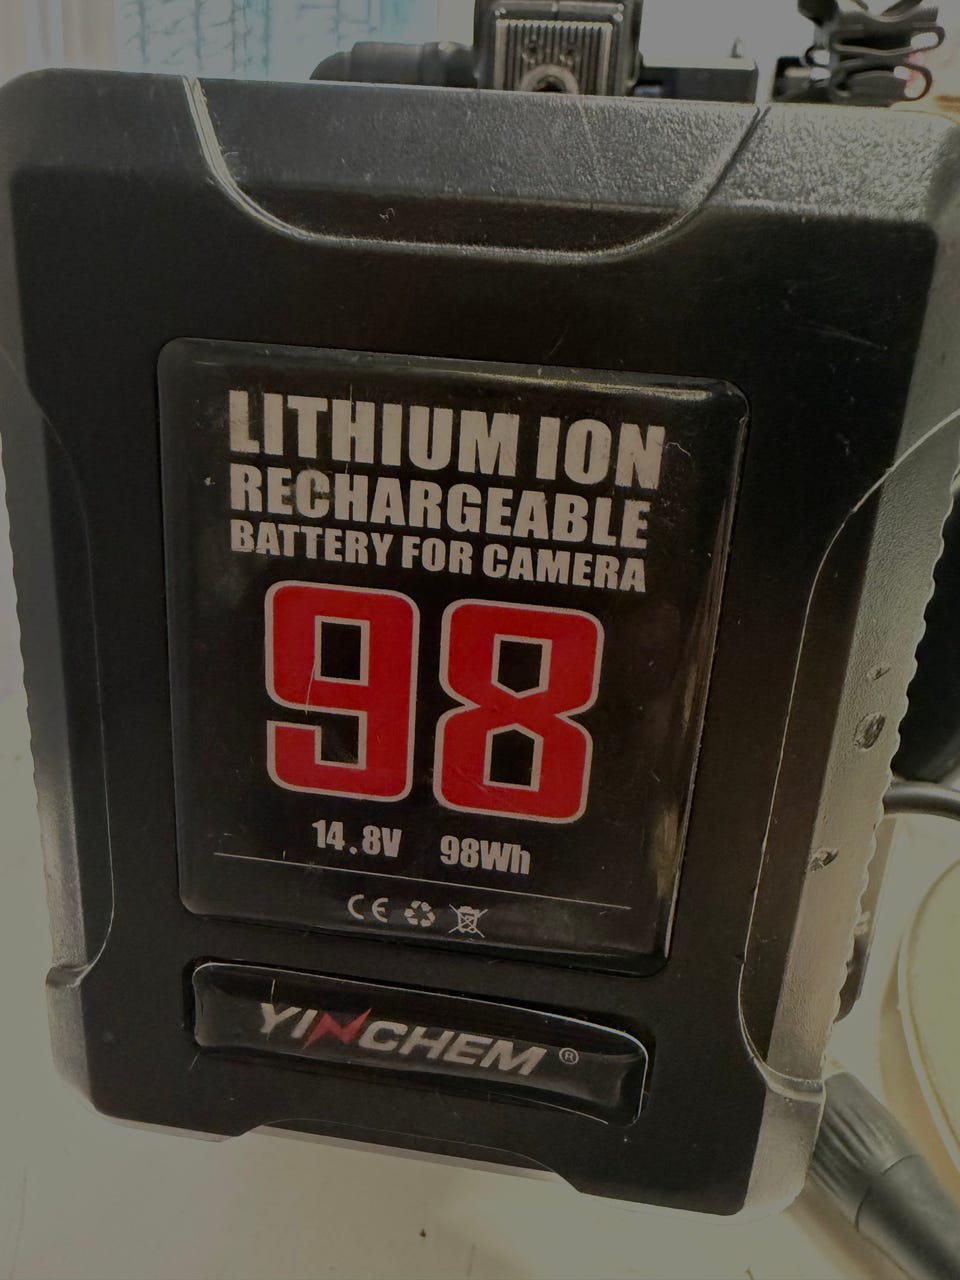 LITHIUM ION
RECHARGEABLE
BATTERY FOR CAMERA
98
14.8V 98Wh
CE
YINCHEM ®